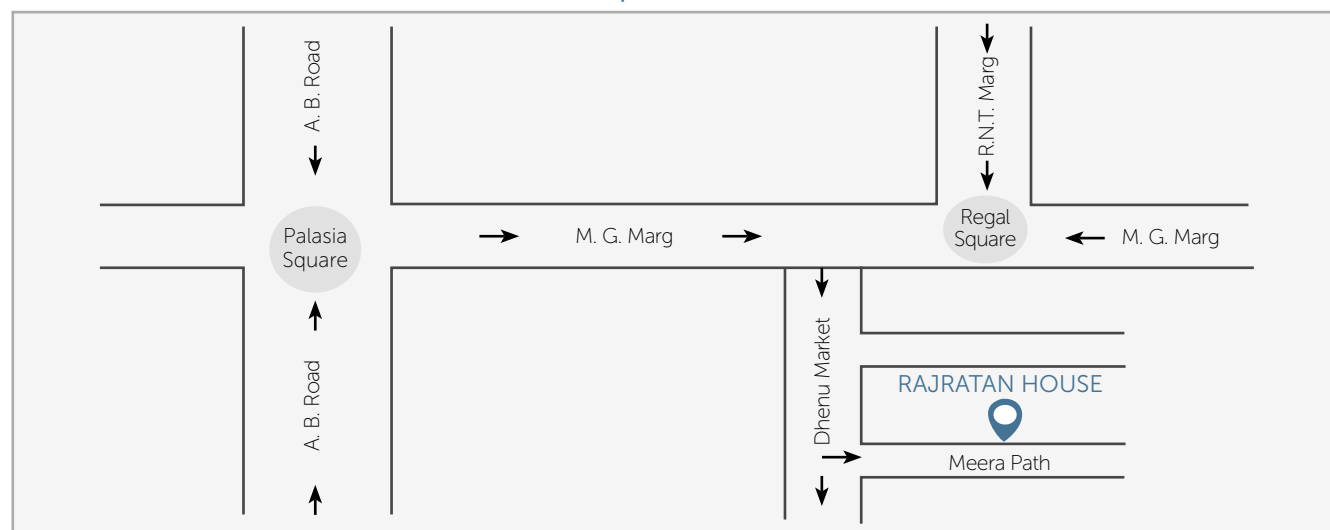 A. B. Road
R.N.T. Marg
Palasia
Square
M. G. Marg
Regal
Square
M. G. Marg
A. B. Road
Dhenu Market
RAJRATAN HOUSE
Meera Path